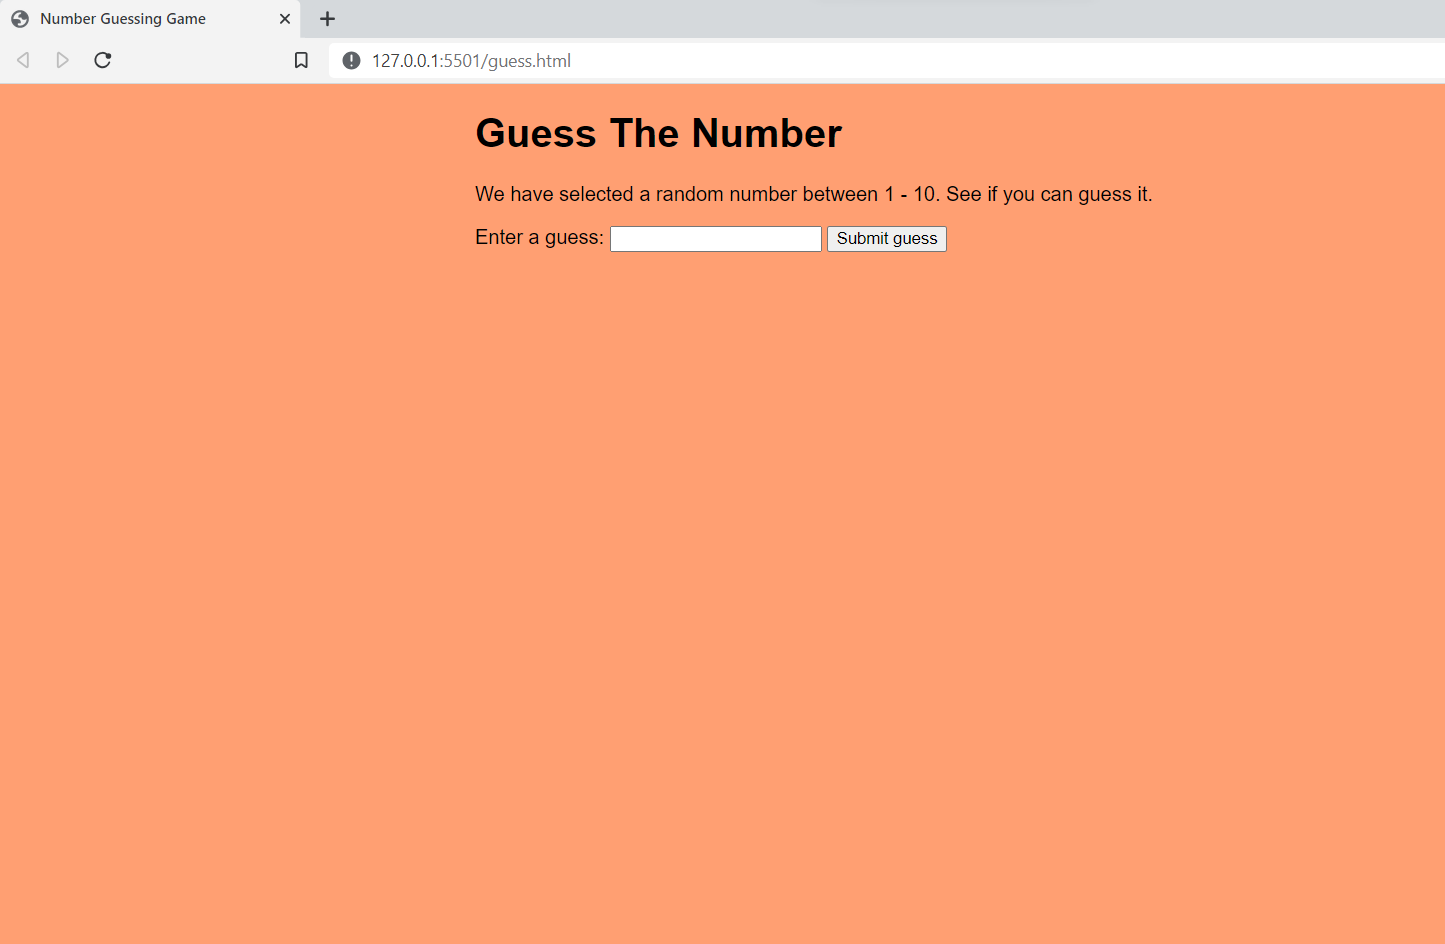 Number Guessing Game
127.0.0.1:5501/guess.html
Guess The Number
We have selected a random number between 1 - 10. See if you can guess it.
Enter a guess: Submit guess